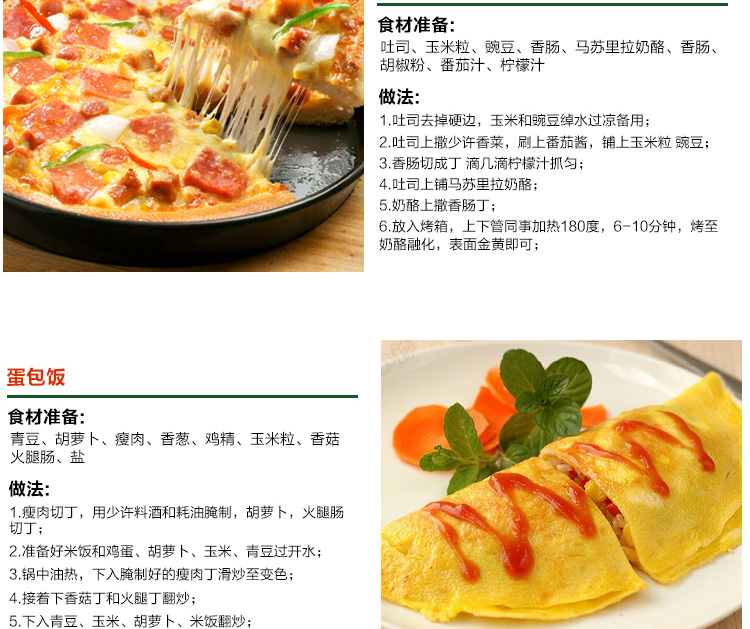 食材准备:
吐司、玉米粒、豌豆、香肠、马苏里拉奶酪、香肠、
胡椒粉、番茄汁、柠檬汁
做法:
1.吐司去掉硬边，玉米和豌豆绰水过凉备用；
2.吐司上撒少许香菜，刷上番茄酱，铺上玉米粒 豌豆；
3.香肠切成丁 滴几滴柠檬汁抓匀；
4.吐司上铺马苏里拉奶酪；
5.奶酪上撒香肠丁；
6.放入烤箱，上下管同事加热180度，6-10分钟，烤至
奶酪融化，表面金黄即可；
蛋包饭
食材准备:
青豆、胡萝卜、瘦肉、香葱、鸡精、玉米粒、香菇
火腿肠、盐
做法:
1.瘦肉切丁，用少许料酒和耗油腌制，胡萝卜，火腿肠
切丁；
2.准备好米饭和鸡蛋、胡萝卜、玉米、青豆过开水；
3.锅中油热，下入腌制好的瘦肉丁滑炒至变色；
4.接着下香菇丁和火腿丁翻炒；
5.下入青豆、玉米、胡萝卜、米饭翻炒；